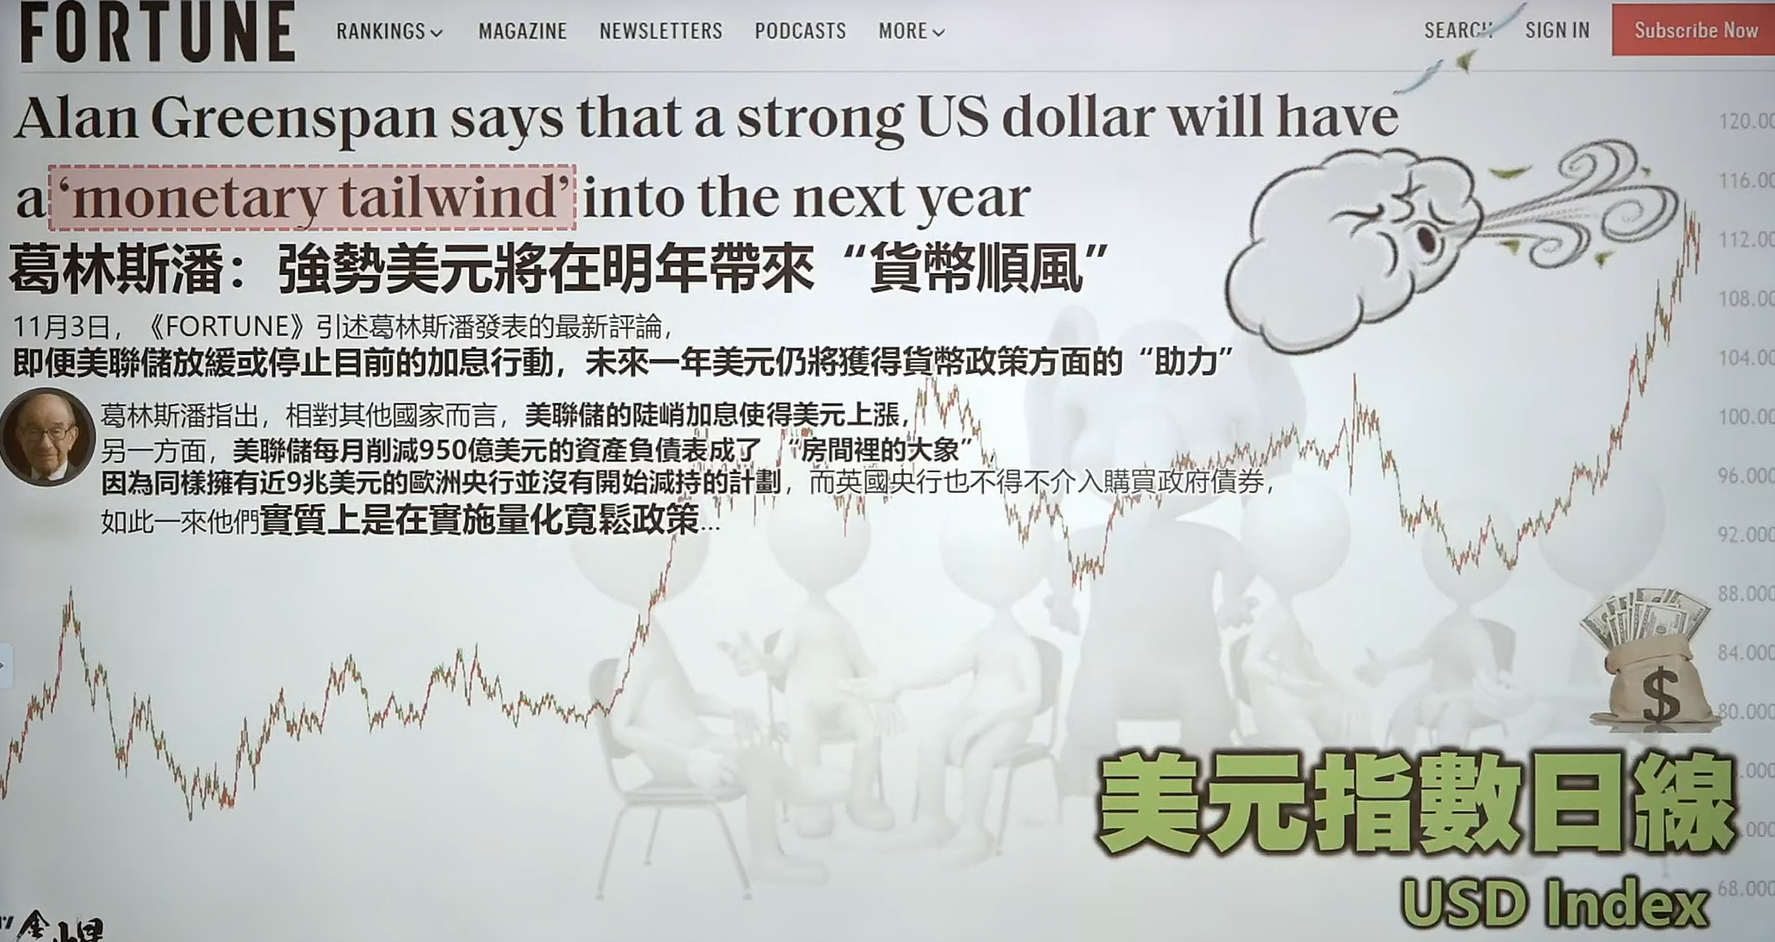 FORTUNE RANKINGS MAGAZINE NEWSLETTERS PODCASTS MORE SEARCH SIGN IN Subscribe Now
Alan Greenspan says that a strong US dollar will have
a ‘monetary tailwind’ into the next year
葛林斯潘：強勢美元將在明年帶來“貨幣順風”
11月3日，《FORTUNE》引述葛林斯潘發表的最新評論，
即便美聯儲放緩或停止目前的加息行動，未來一年美元仍將獲得貨幣政策方面的“助力”
葛林斯潘指出，相對其他國家而言，美聯儲的陡峭加息使得美元上漲，
另一方面，美聯儲每月削減950億美元的資產負債表成了“房間裡的大象”
因為同樣擁有近9兆美元的歐洲央行並沒有開始減持的計劃，而英國央行也不得不介入購買政府債券，
如此一來他們實質上是在實施量化寬鬆政策...
120.00
116.00
112.00
108.00
104.00
100.00
96.000
92.000
88.000
84.000
80.000
.000
.000
68.000
$
美元指數日線
USD Index